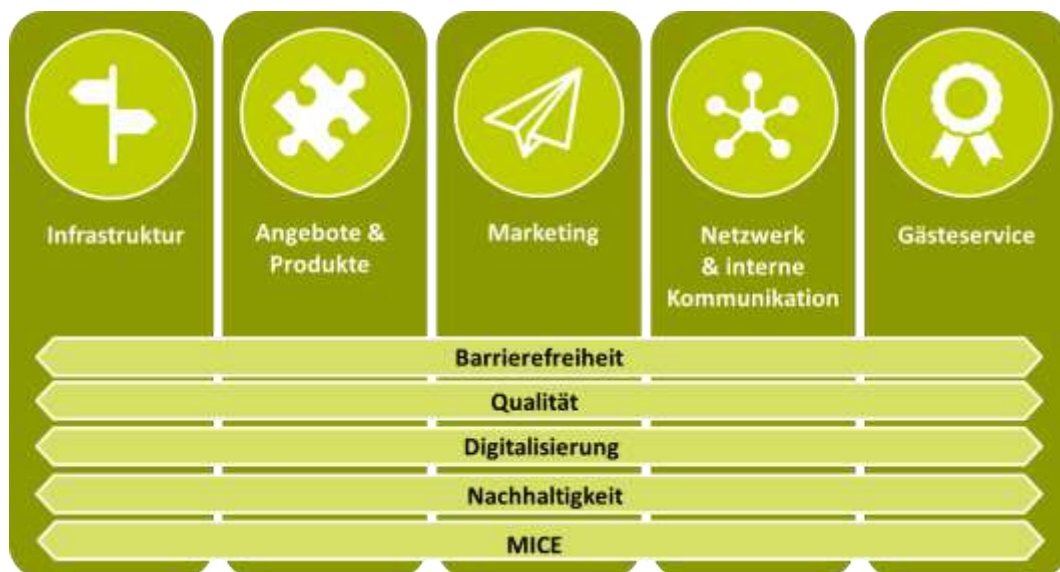 Infrastruktur
Angebote &
Produkte
Marketing
Netzwerk
& interne
Kommunikation
Gästeservice
Barrierefreiheit
Qualität
Digitalisierung
Nachhaltigkeit
MICE